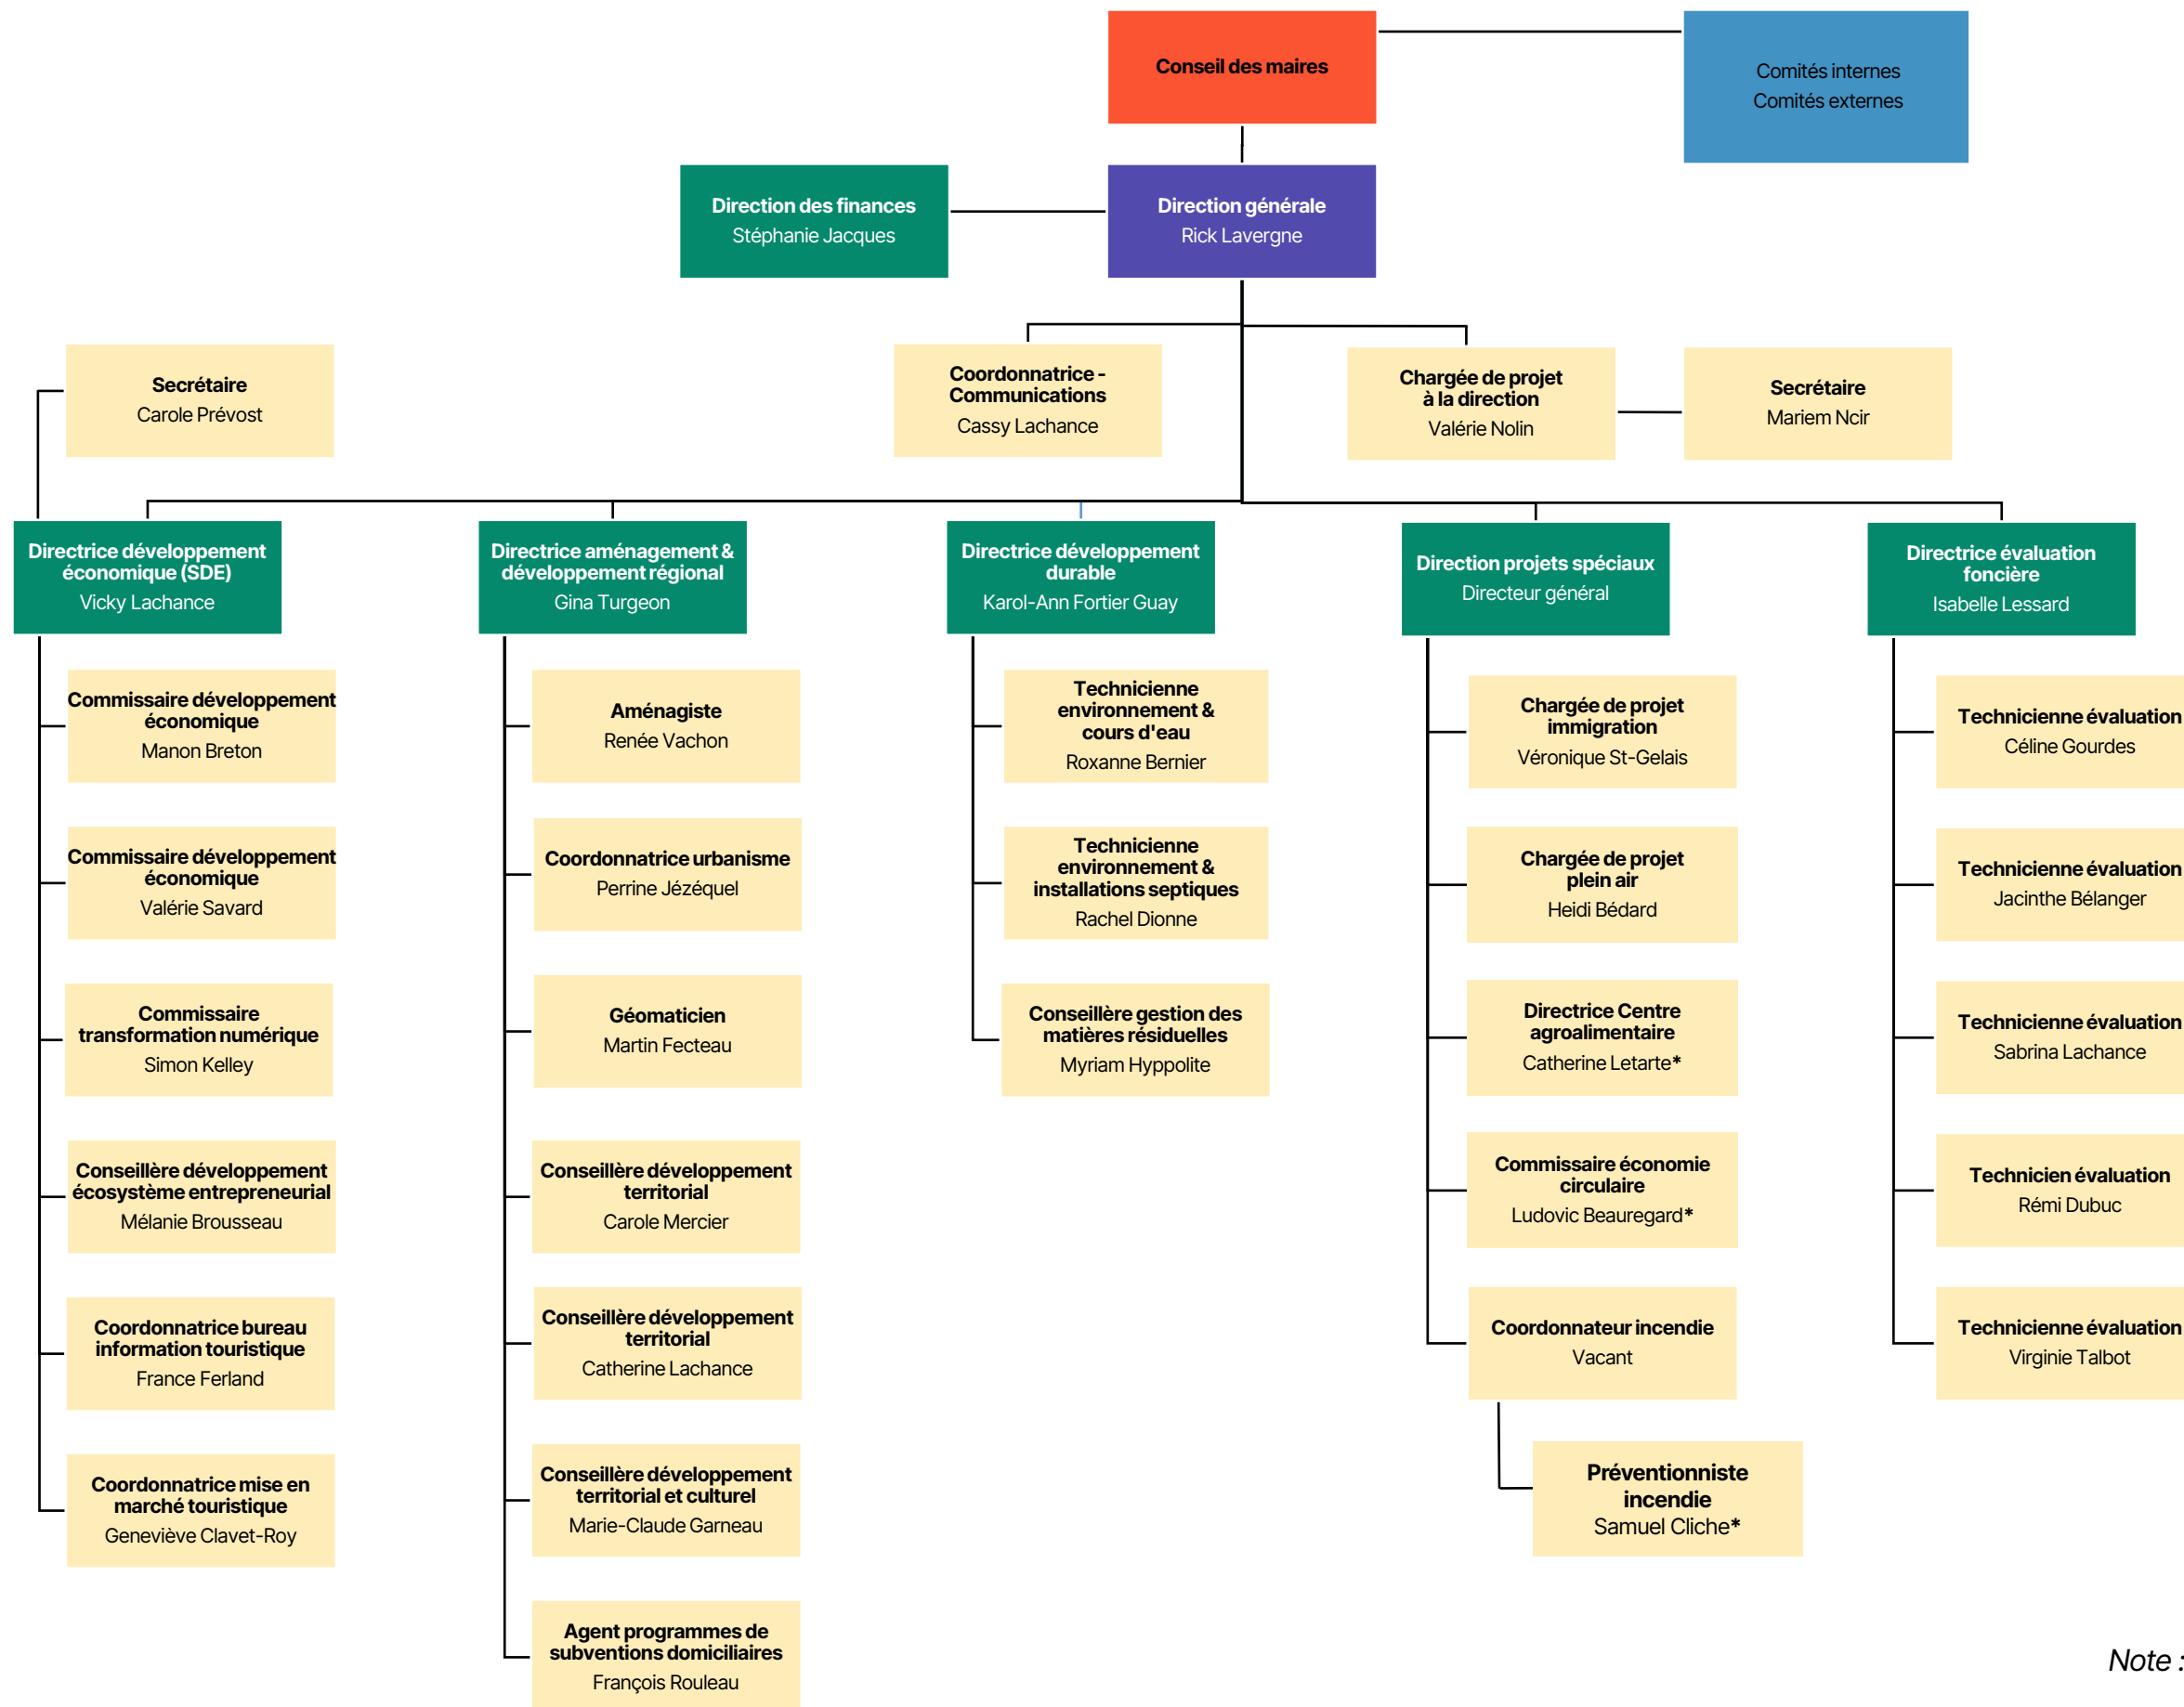 Conseil des maires
Comités internes
Comités externes
Direction des finances
Stéphanie Jacques
Direction générale
Rick Lavergne
Secrétaire
Carole Prévost
Coordonnatrice -
Communications
Cassy Lachance
Chargée de projet
à la direction
Valérie Nolin
Secrétaire
Mariem Ncir
Directrice développement
économique (SDE)
Vicky Lachance
Directrice aménagement &
développement régional
Gina Turgeon
Directrice développement
durable
Karol-Ann Fortier Guay
Direction projets spéciaux
Directeur général
Directrice évaluation
foncière
Isabelle Lessard
Commissaire développement
économique
Manon Breton
Commissaire développement
économique
Valérie Savard
Commissaire
transformation numérique
Simon Kelley
Conseillère développement
écosystème entrepreneurial
Mélanie Brousseau
Coordonnatrice bureau
information touristique
France Ferland
Coordonnatrice mise en
marché touristique
Geneviève Clavet-Roy
Aménagiste
Renée Vachon
Coordonnatrice urbanisme
Perrine Jézéquel
Géomaticien
Martin Fecteau
Conseillère développement
territorial
Carole Mercier
Conseillère développement
territorial
Catherine Lachance
Conseillère développement
territorial et culturel
Marie-Claude Garneau
Agent programmes de
subventions domiciliaires
François Rouleau
Technicienne
environnement &
cours d'eau
Roxanne Bernier
Technicienne
environnement &
installations septiques
Rachel Dionne
Conseillère gestion des
matières résiduelles
Myriam Hyppolite
Chargée de projet
immigration
Véronique St-Gelais
Chargée de projet
plein air
Heidi Bédard
Directrice Centre
agroalimentaire
Catherine Letarte*
Commissaire économie
circulaire
Ludovic Beauregard*
Coordonnateur incendie
Vacant
Préventionniste
incendie
Samuel Cliche*
Technicienne évaluation
Céline Gourdes
Technicienne évaluation
Jacinthe Bélanger
Technicienne évaluation
Sabrina Lachance
Technicien évaluation
Rémi Dubuc
Technicienne évaluation
Virginie Talbot
Note :